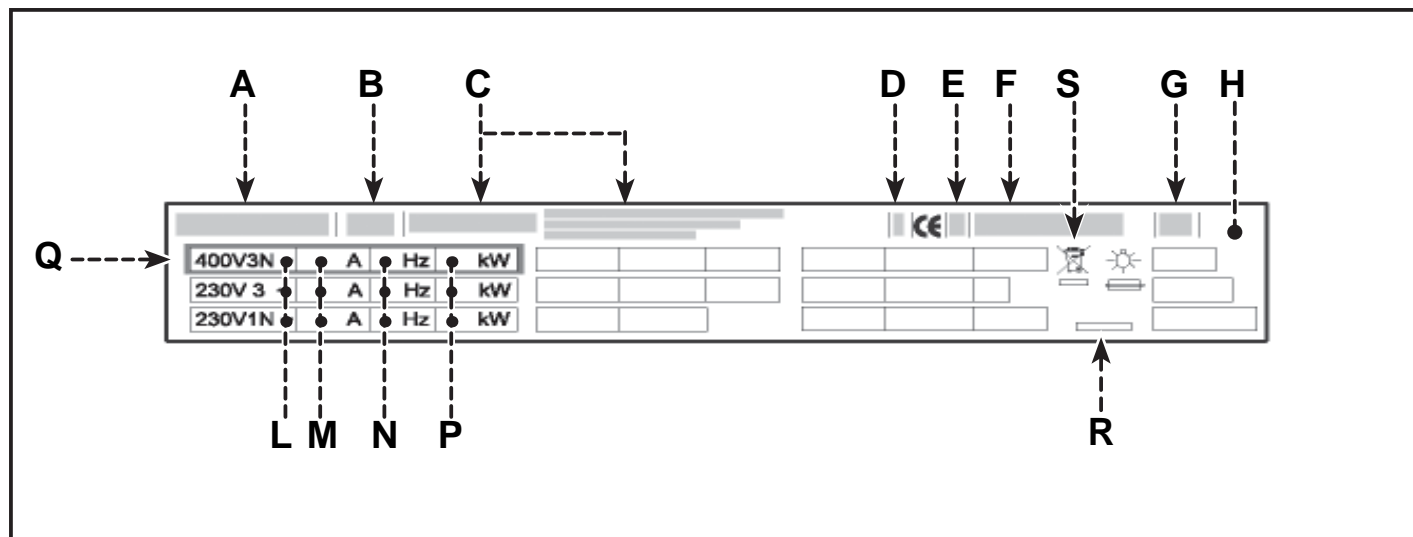 A B C D E F S G H
CE
Q
400V3N A Hz kW
230V 3 A Hz kW
230V1N A Hz kW
L M N P R